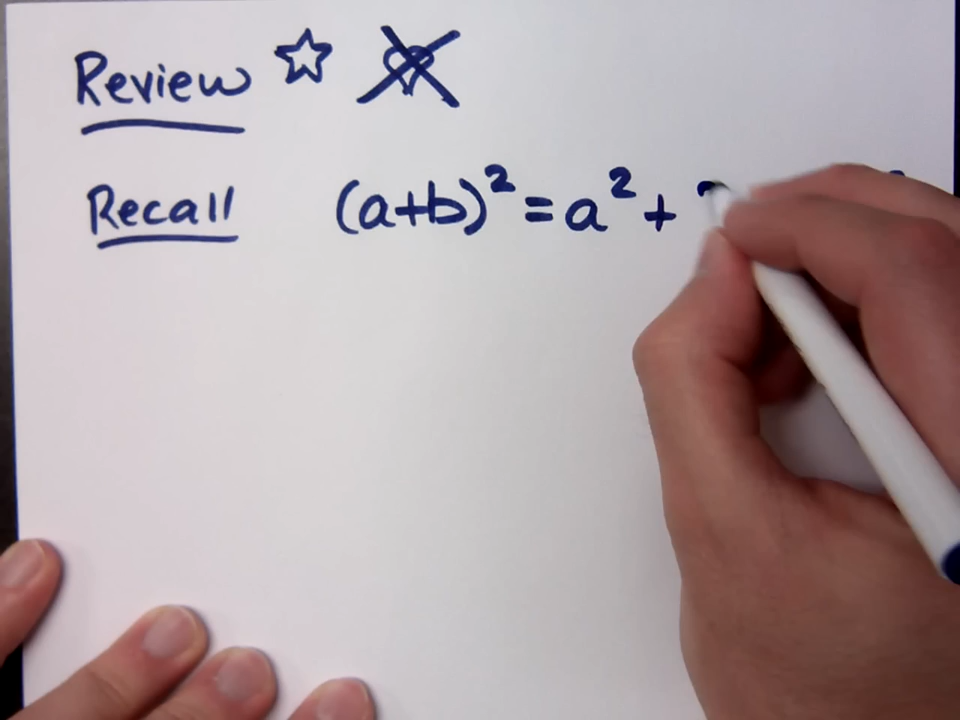 Review
Recall (a+b)² = a² +